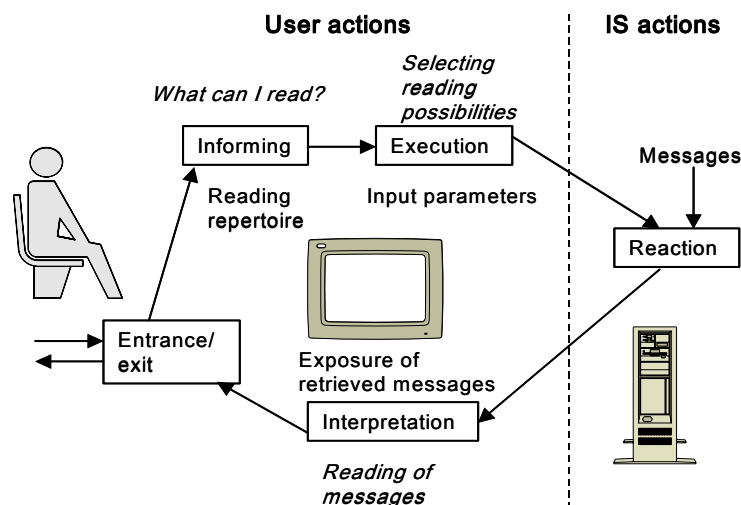 User actions
IS actions
What can I read?
Selecting
reading
possibilities
Informing
Execution
Messages
Reading
repertoire
Input parameters
Reaction
Entrance/
exit
Exposure of
retrieved messages
Interpretation
Reading of
messages